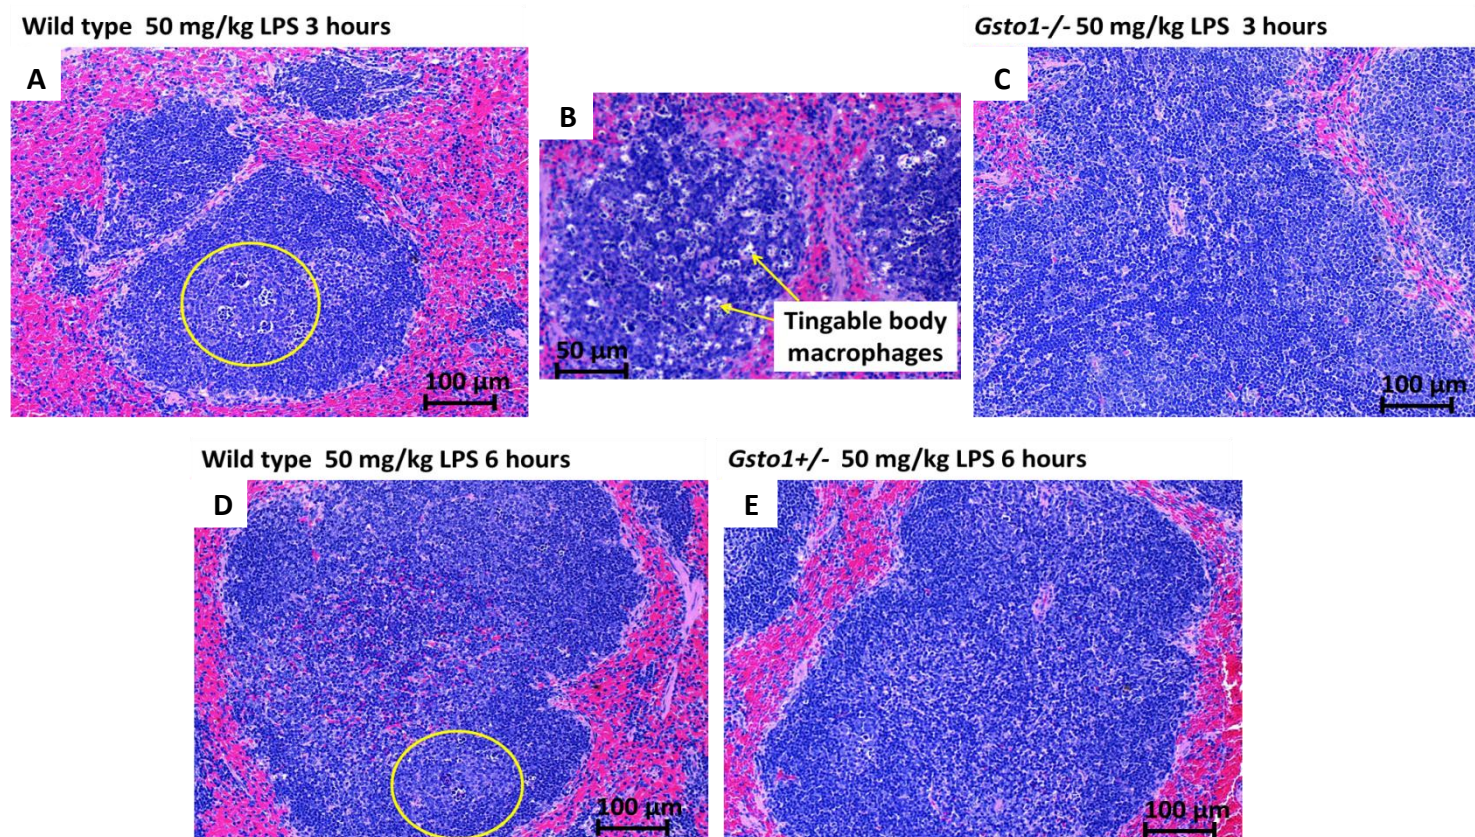 Wild type 50 mg/kg LPS 3 hours
Gsto1-/- 50 mg/kg LPS 3 hours
A
B
C
Tingable body
macrophages
100 µm
50 µm
100 µm
Wild type 50 mg/kg LPS 6 hours
Gsto1+/- 50 mg/kg LPS 6 hours
D
E
100 µm
100 µm